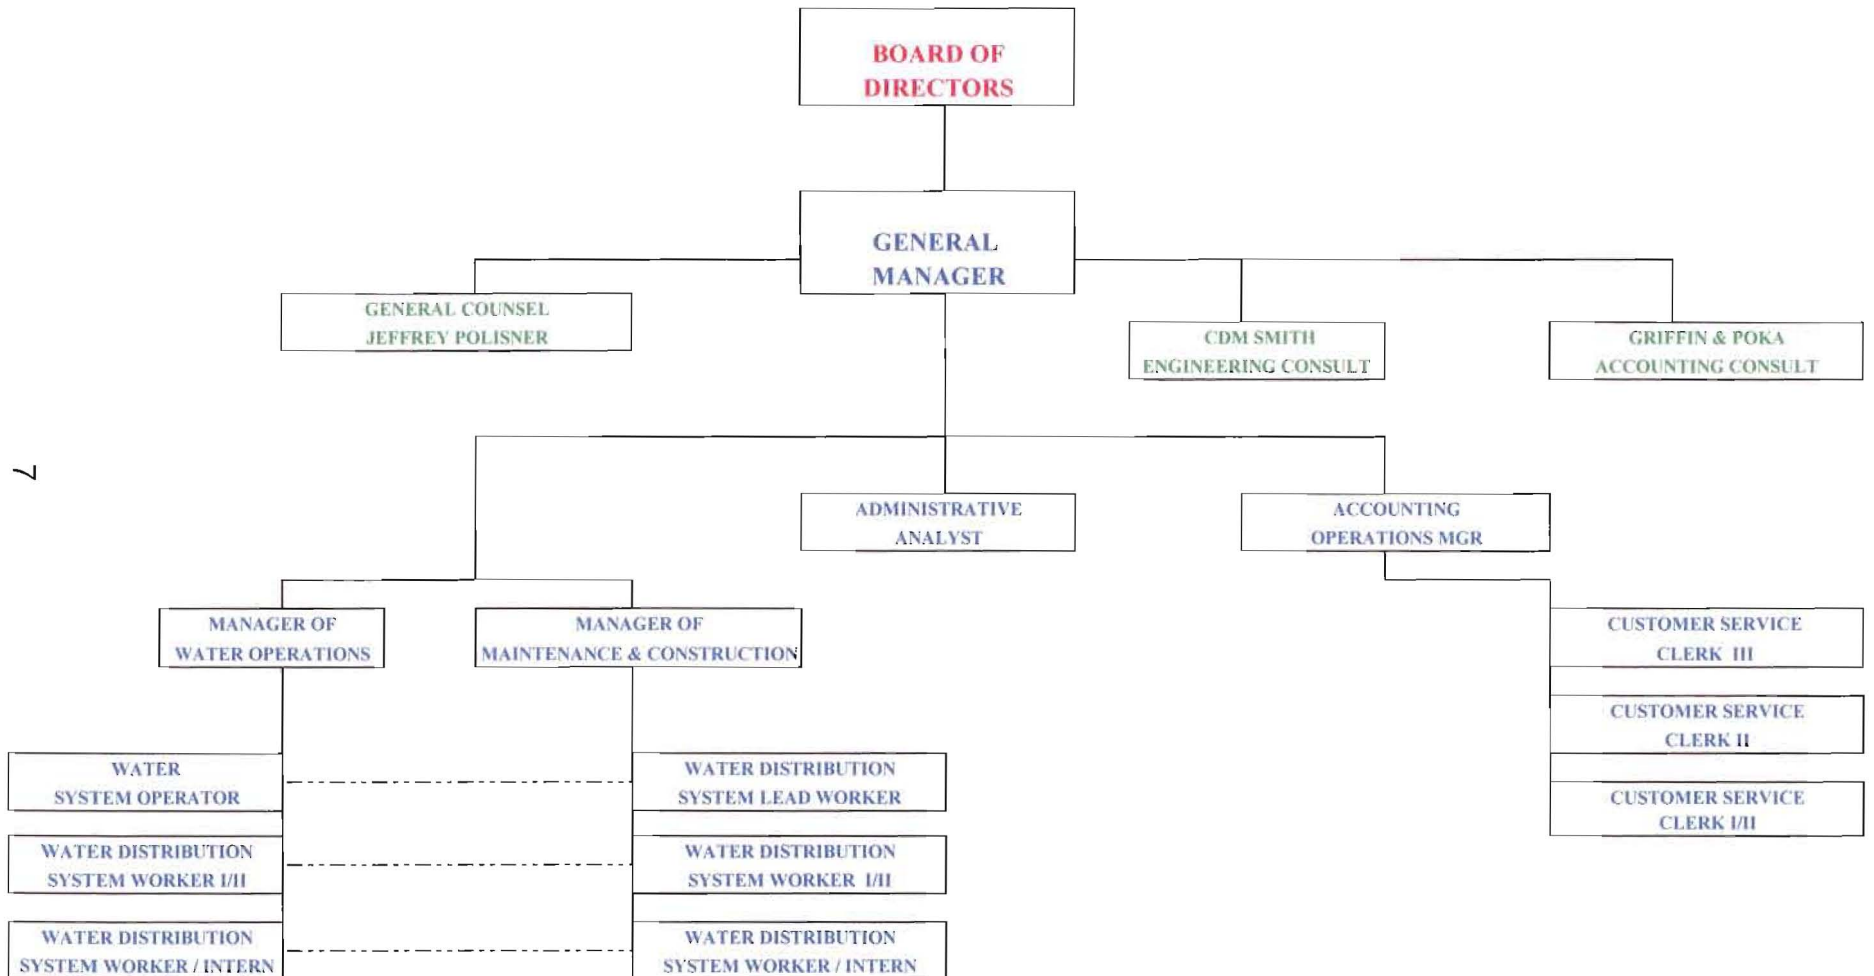 BOARD OF
DIRECTORS
GENERAL
MANAGER
GENERAL COUNSEL
JEFFREY POLISNER
CDM SMITH
ENGINEERING CONSULT
GRIFFIN & POKA
ACCOUNTING CONSULT
7
ADMINISTRATIVE
ANALYST
ACCOUNTING
OPERATIONS MGR
MANAGER OF
WATER OPERATIONS
MANAGER OF
MAINTENANCE & CONSTRUCTION
CUSTOMER SERVICE
CLERK III
CUSTOMER SERVICE
CLERK II
CUSTOMER SERVICE
CLERK I/II
WATER
SYSTEM OPERATOR
WATER DISTRIBUTION
SYSTEM LEAD WORKER
WATER DISTRIBUTION
SYSTEM WORKER I/II
WATER DISTRIBUTION
SYSTEM WORKER I/II
WATER DISTRIBUTION
SYSTEM WORKER / INTERN
WATER DISTRIBUTION
SYSTEM WORKER / INTERN